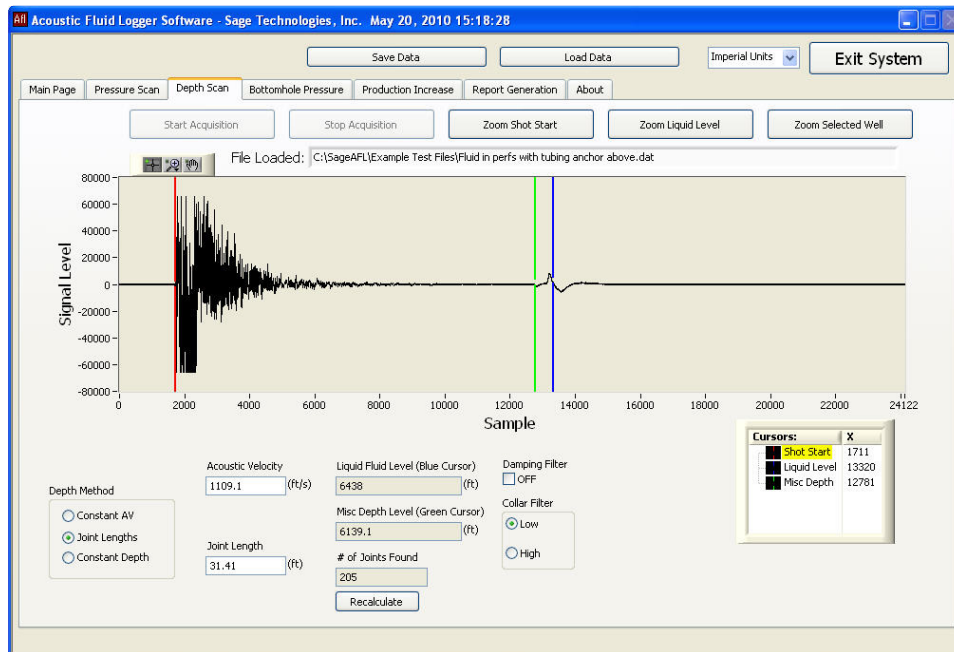 Afl Acoustic Fluid Logger Software - Sage Technologies, Inc. May 20, 2010 15:18:28
Save Data Load Data Imperial Units Exit System
Main Page Pressure Scan Depth Scan Bottomhole Pressure Production Increase Report Generation About
Start Acquisition Stop Acquisition Zoom Shot Start Zoom Liquid Level Zoom Selected Well
File Loaded: C:\SageAFL\Example Test Files\Fluid in perfs with tubing anchor above.dat
80000
60000
40000
20000
0
-20000
-40000
-60000
-80000
Signal Level
0 2000 4000 6000 8000 10000 12000 14000 16000 18000 20000 22000 24122
Sample
Cursors: X
Shot Start 1711
Liquid Level 13320
Misc Depth 12781
Depth Method
Constant AV
Joint Lengths
Constant Depth
Acoustic Velocity
1109.1 (ft/s)
Joint Length
31.41 (ft)
Liquid Fluid Level (Blue Cursor)
6438 (ft)
Misc Depth Level (Green Cursor)
6139.1 (ft)
# of Joints Found
205
Recalculate
Damping Filter
OFF
Collar Filter
Low
High